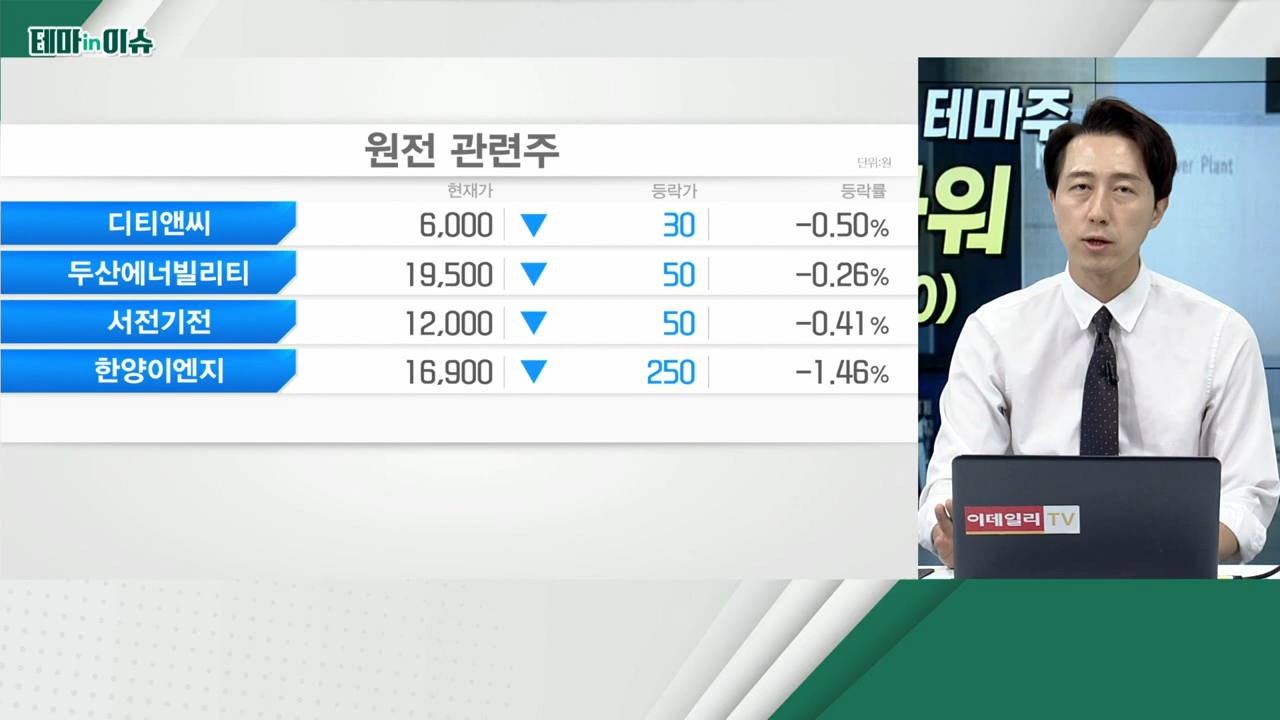 테마in이슈
원전 관련주
단위:원
현재가 등락가 등락률
디티앤씨 6,000 ▼ 30 -0.50%
두산에너빌리티 19,500 ▼ 50 -0.26%
서전기전 12,000 ▼ 50 -0.41%
한양이엔지 16,900 ▼ 250 -1.46%
테마주
Plant
워
0)
이데일리TV